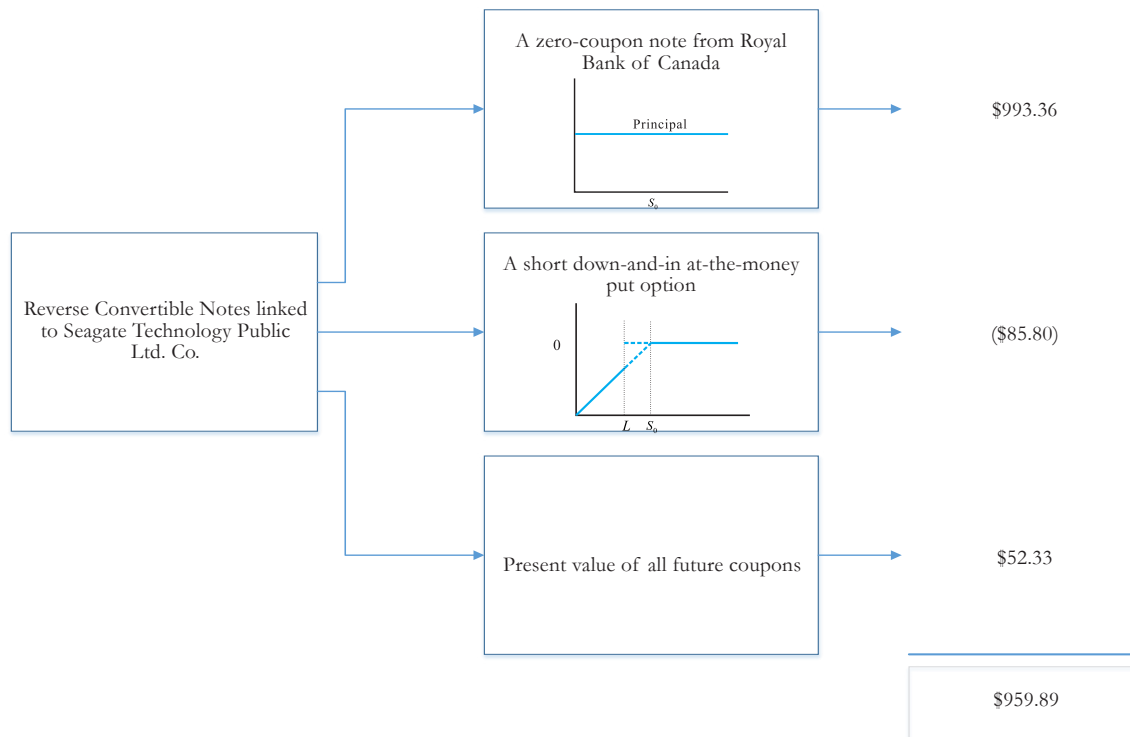 A zero-coupon note from Royal
Bank of Canada
Principal
S₀
$993.36
Reverse Convertible Notes linked
to Seagate Technology Public
Ltd. Co.
A short down-and-in at-the-money
put option
0
L S₀
($85.80)
Present value of all future coupons
$52.33
$959.89